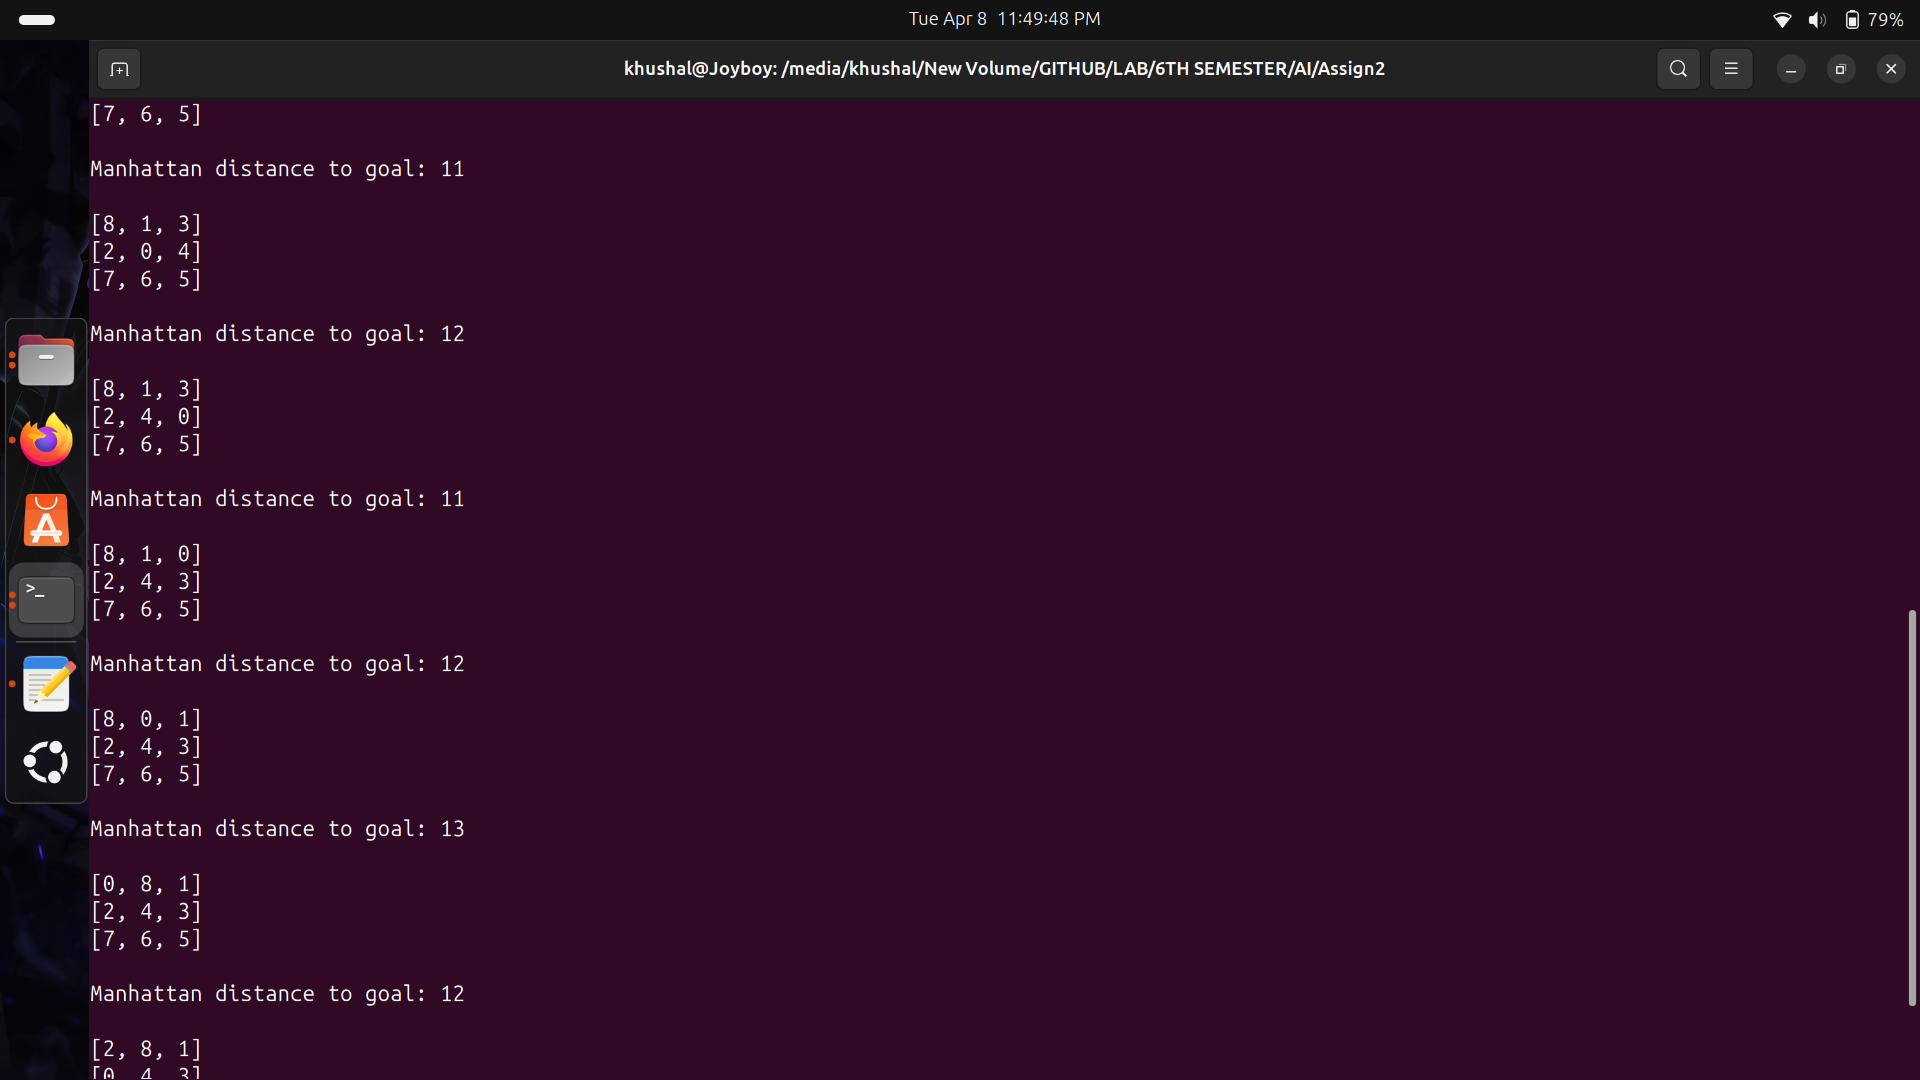 Tue Apr 8 11:49:48 PM
79%
khushal@Joyboy: /media/khushal/New Volume/GITHUB/LAB/6TH SEMESTER/AI/Assign2
[7, 6, 5]
Manhattan distance to goal: 11
[8, 1, 3]
[2, 0, 4]
[7, 6, 5]
Manhattan distance to goal: 12
[8, 1, 3]
[2, 4, 0]
[7, 6, 5]
Manhattan distance to goal: 11
[8, 1, 0]
[2, 4, 3]
[7, 6, 5]
Manhattan distance to goal: 12
[8, 0, 1]
[2, 4, 3]
[7, 6, 5]
Manhattan distance to goal: 13
[0, 8, 1]
[2, 4, 3]
[7, 6, 5]
Manhattan distance to goal: 12
[2, 8, 1]
[0, 4, 3]